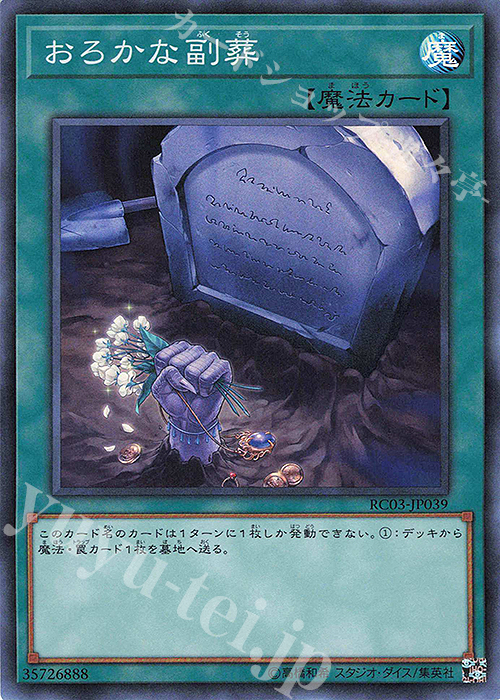 おろかな副葬
魔
【魔法カード】
RC03-JP039
このカード名のカードは1ターンに1枚しか発動できない。①：デッキから
魔法・罠カード1枚を墓地へ送る。
35726888
©高橋和希 スタジオ・ダイス/集英社
yuyu-tei.jp